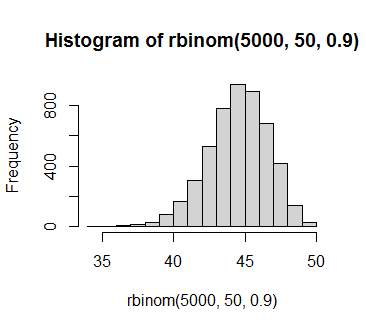 Histogram of rbinom(5000, 50, 0.9)
Frequency
800
400
0
35 40 45 50
rbinom(5000, 50, 0.9)